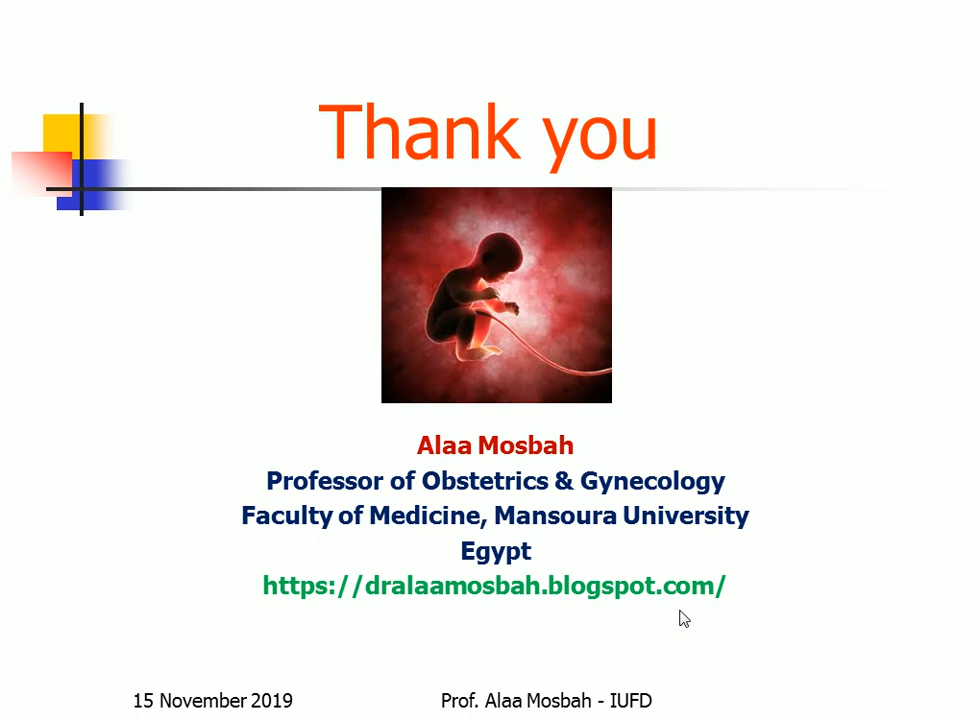 Thank you
Alaa Mosbah
Professor of Obstetrics & Gynecology
Faculty of Medicine, Mansoura University
Egypt
https://dralaamosbah.blogspot.com/
15 November 2019
Prof. Alaa Mosbah - IUFD